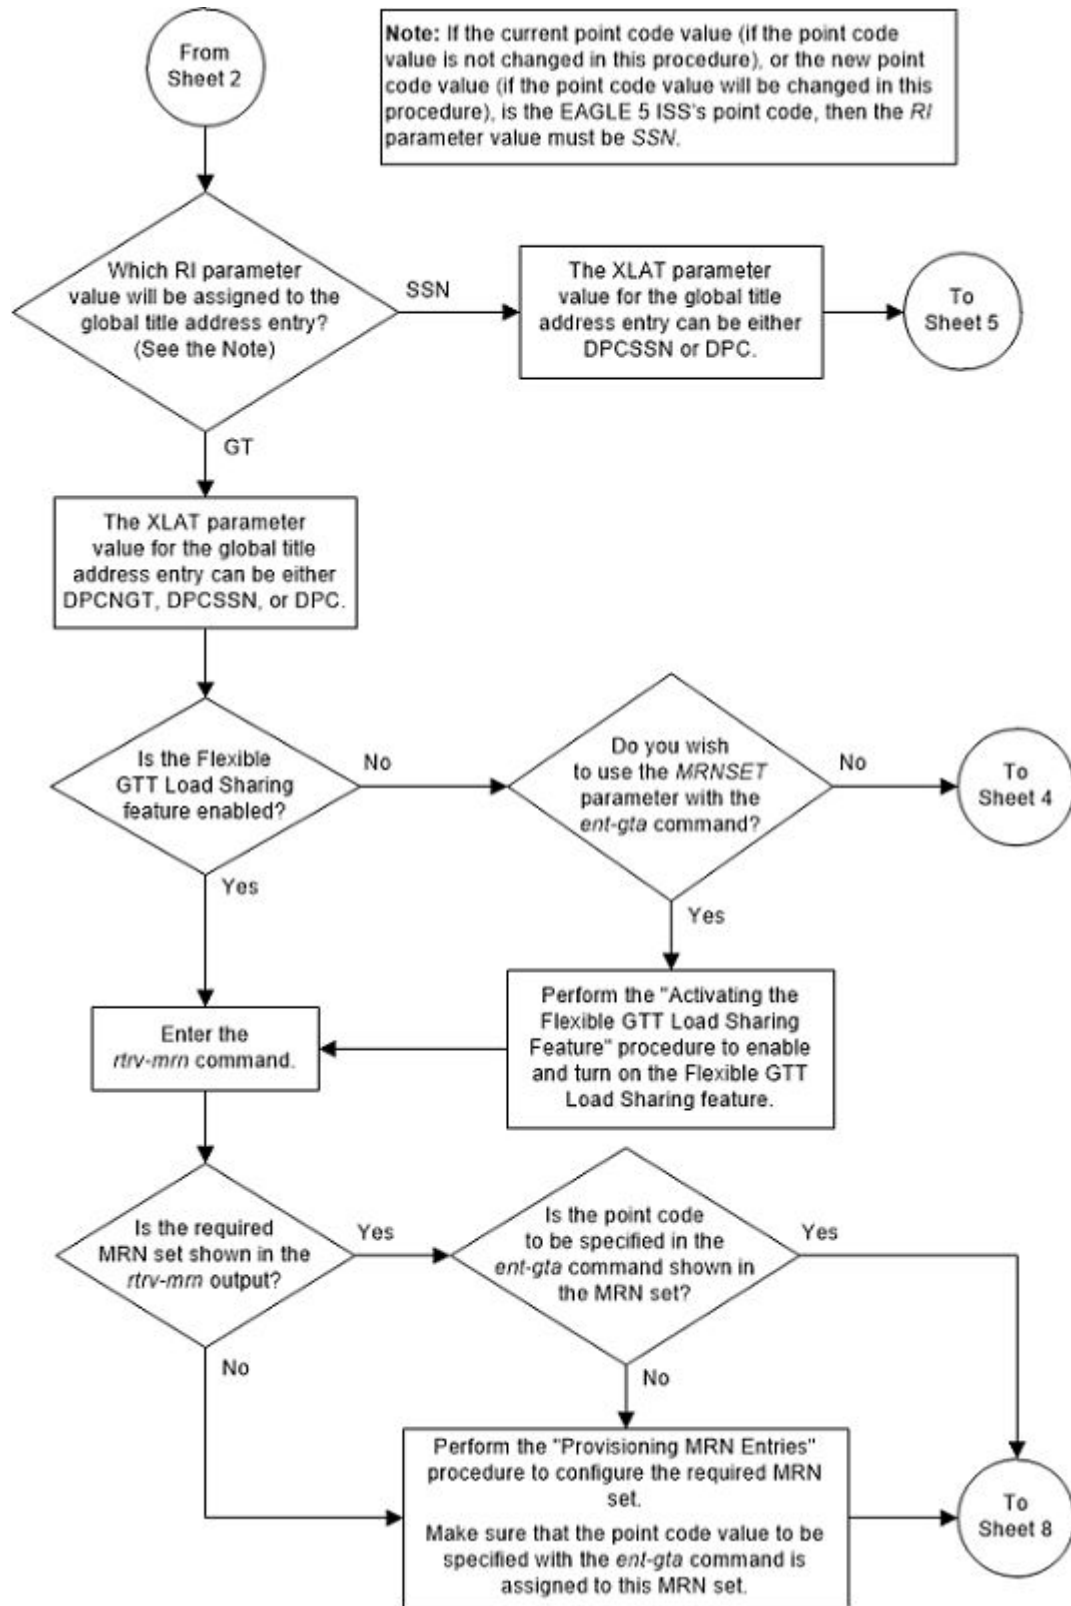 From
Sheet 2
Note: If the current point code value (if the point code
value is not changed in this procedure), or the new point
code value (if the point code value will be changed in this
procedure), is the EAGLE 5 ISS's point code, then the RI
parameter value must be SSN.
Which RI parameter
value will be assigned to the
global title address entry?
(See the Note)
SSN
The XLAT parameter
value for the global title
address entry can be either
DPCSSN or DPC.
To
Sheet 5
GT
The XLAT parameter
value for the global title
address entry can be either
DPCNGT, DPCSSN, or DPC.
Is the Flexible
GTT Load Sharing
feature enabled?
No
Do you wish
to use the MRNSET
parameter with the
ent-gta command?
No
To
Sheet 4
Yes
Yes
Enter the
rtrv-mrn command.
Perform the "Activating the
Flexible GTT Load Sharing
Feature" procedure to enable
and turn on the Flexible GTT
Load Sharing feature.
Is the required
MRN set shown in the
rtrv-mrn output?
Yes
Is the point code
to be specified in the
ent-gta command shown in
the MRN set?
Yes
No
No
Perform the "Provisioning MRN Entries"
procedure to configure the required MRN
set.
Make sure that the point code value to be
specified with the ent-gta command is
assigned to this MRN set.
To
Sheet 8